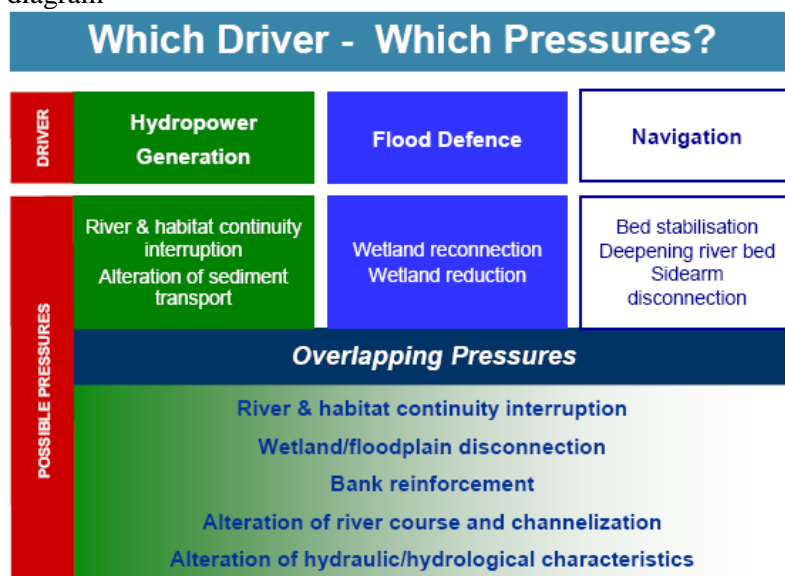 diagram
Which Driver - Which Pressures?
DRIVER
Hydropower
Generation
Flood Defence
Navigation
POSSIBLE PRESSURES
River & habitat continuity
interruption
Alteration of sediment
transport
Wetland reconnection
Wetland reduction
Bed stabilisation
Deepening river bed
Sidearm
disconnection
Overlapping Pressures
River & habitat continuity interruption
Wetland/floodplain disconnection
Bank reinforcement
Alteration of river course and channelization
Alteration of hydraulic/hydrological characteristics